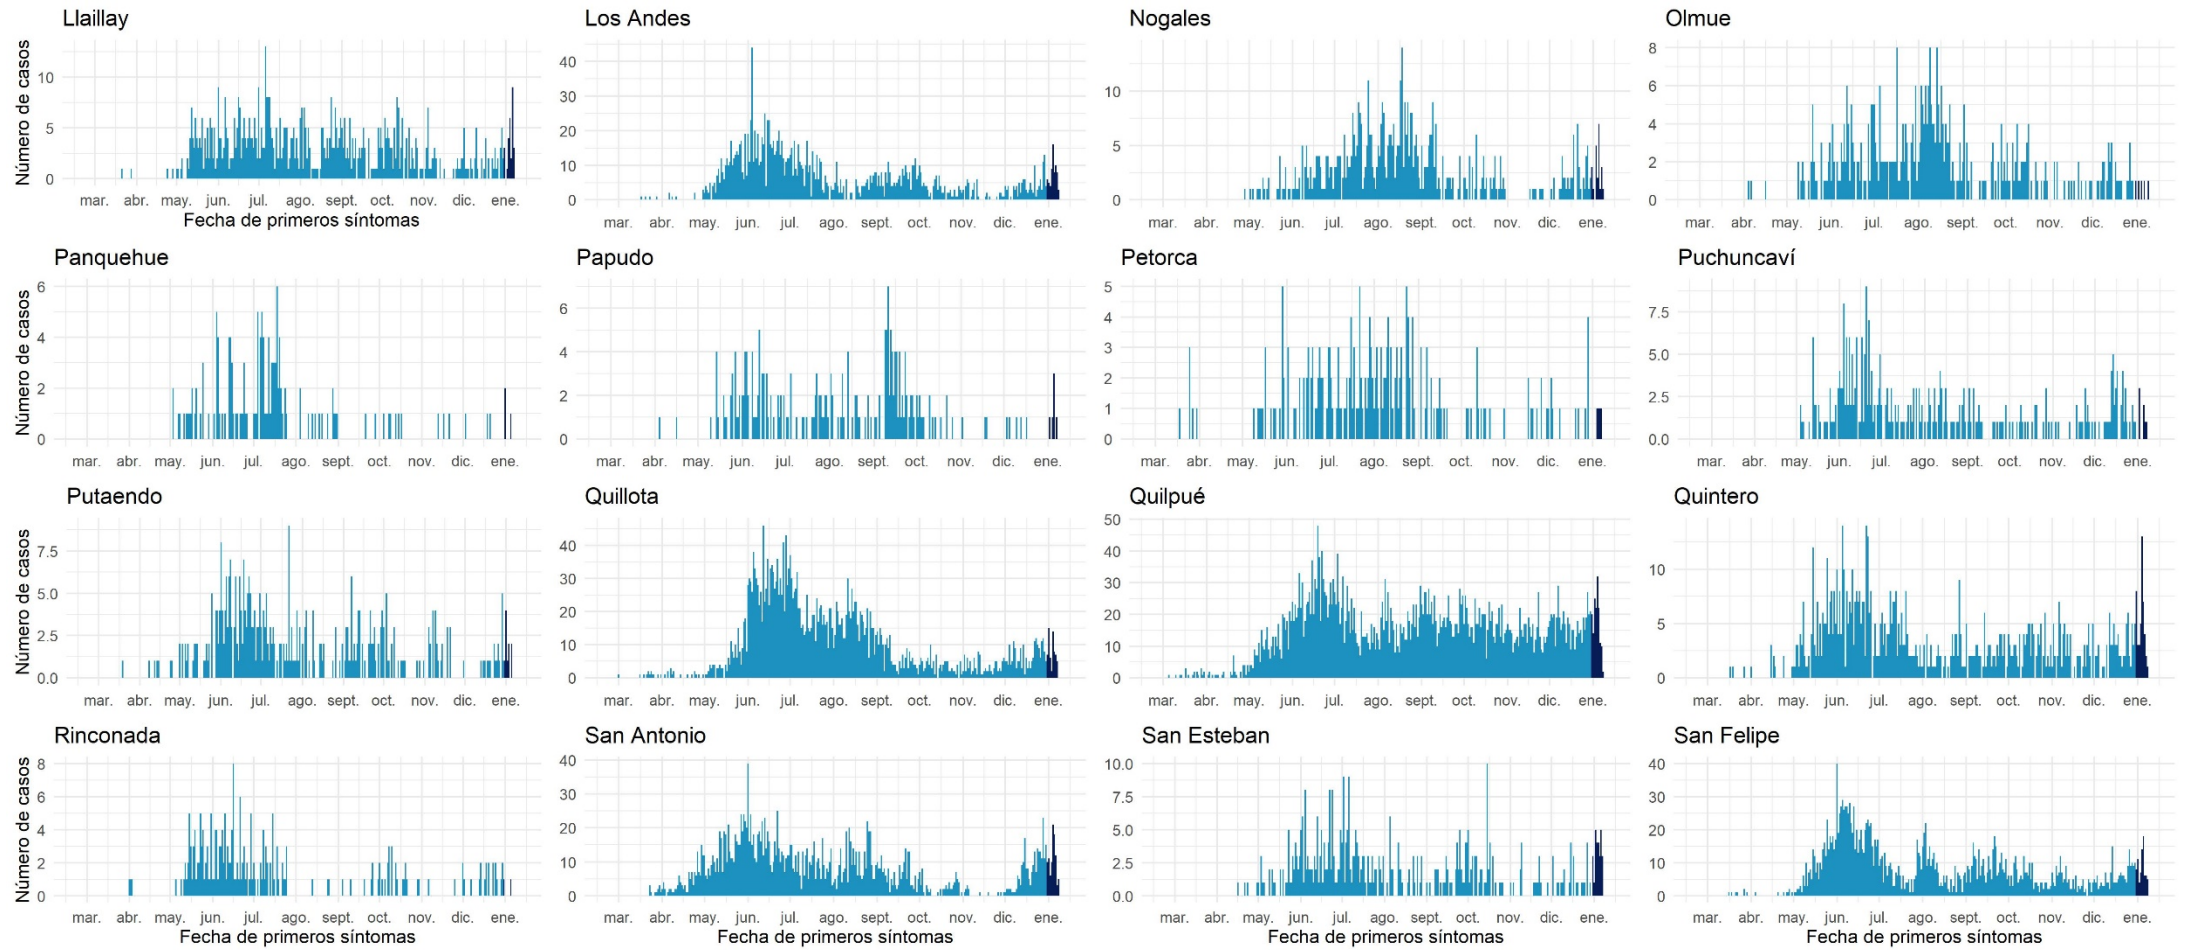 Llaillay
Los Andes
Nogales
Olmue
Número de casos
10
5
0
40
30
20
10
0
10
5
0
8
6
4
2
0
mar. abr. may. jun. jul. ago. sept. oct. nov. dic. ene.
mar. abr. may. jun. jul. ago. sept. oct. nov. dic. ene.
mar. abr. may. jun. jul. ago. sept. oct. nov. dic. ene.
mar. abr. may. jun. jul. ago. sept. oct. nov. dic. ene.
Fecha de primeros síntomas
Panquehue
Papudo
Petorca
Puchuncaví
Número de casos
6
4
2
0
6
4
2
0
5
4
3
2
1
0
7.5
5.0
2.5
0.0
mar. abr. may. jun. jul. ago. sept. oct. nov. dic. ene.
mar. abr. may. jun. jul. ago. sept. oct. nov. dic. ene.
mar. abr. may. jun. jul. ago. sept. oct. nov. dic. ene.
mar. abr. may. jun. jul. ago. sept. oct. nov. dic. ene.
Putaendo
Quillota
Quilpué
Quintero
Número de casos
7.5
5.0
2.5
0.0
40
30
20
10
0
50
40
30
20
10
0
10
5
0
mar. abr. may. jun. jul. ago. sept. oct. nov. dic. ene.
mar. abr. may. jun. jul. ago. sept. oct. nov. dic. ene.
mar. abr. may. jun. jul. ago. sept. oct. nov. dic. ene.
mar. abr. may. jun. jul. ago. sept. oct. nov. dic. ene.
Rinconada
San Antonio
San Esteban
San Felipe
Número de casos
8
6
4
2
0
40
30
20
10
0
10.0
7.5
5.0
2.5
0.0
40
30
20
10
0
mar. abr. may. jun. jul. ago. sept. oct. nov. dic. ene.
mar. abr. may. jun. jul. ago. sept. oct. nov. dic. ene.
mar. abr. may. jun. jul. ago. sept. oct. nov. dic. ene.
mar. abr. may. jun. jul. ago. sept. oct. nov. dic. ene.
Fecha de primeros síntomas
Fecha de primeros síntomas
Fecha de primeros síntomas
Fecha de primeros síntomas